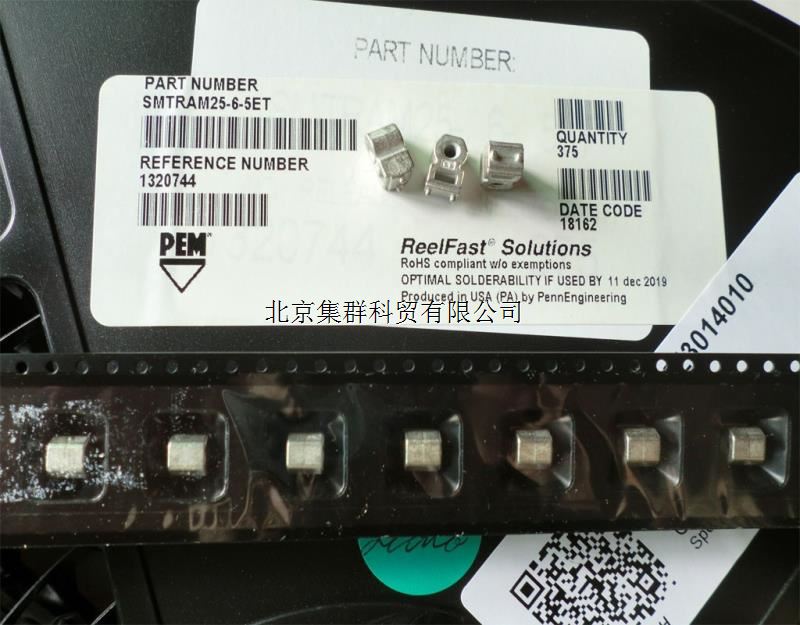 PART NUMBER:
PART NUMBER
SMTRAM25-6-5ET
QUANTITY
375
REFERENCE NUMBER
1320744
DATE CODE
18162
PEM®
ReelFast® Solutions
RoHS compliant w/o exemptions
OPTIMAL SOLDERABILITY IF USED BY 11 dec 2019
Produced in USA (PA) by PennEngineering
北京集群科贸有限公司
3014010